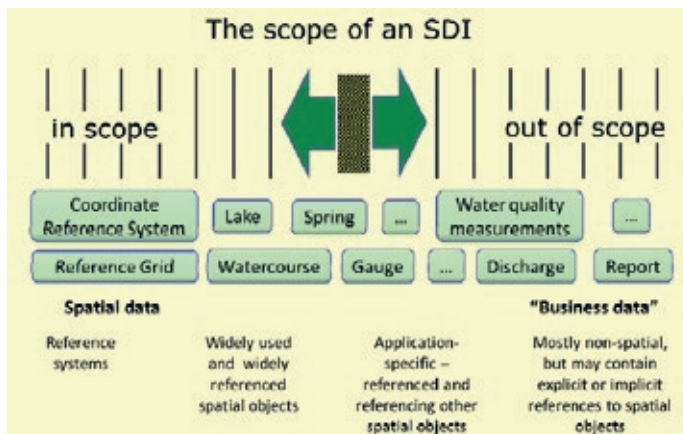 The scope of an SDI
in scope
out of scope
Coordinate
Reference System
Lake
Spring
...
Water quality
measurements
...
Reference Grid
Watercourse
Gauge
...
Discharge
Report
Spatial data
"Business data"
Reference
systems
Widely used
and widely
referenced
spatial objects
Application-
specific –
referenced and
referencing other
spatial objects
Mostly non-spatial,
but may contain
explicit or implicit
references to spatial
objects